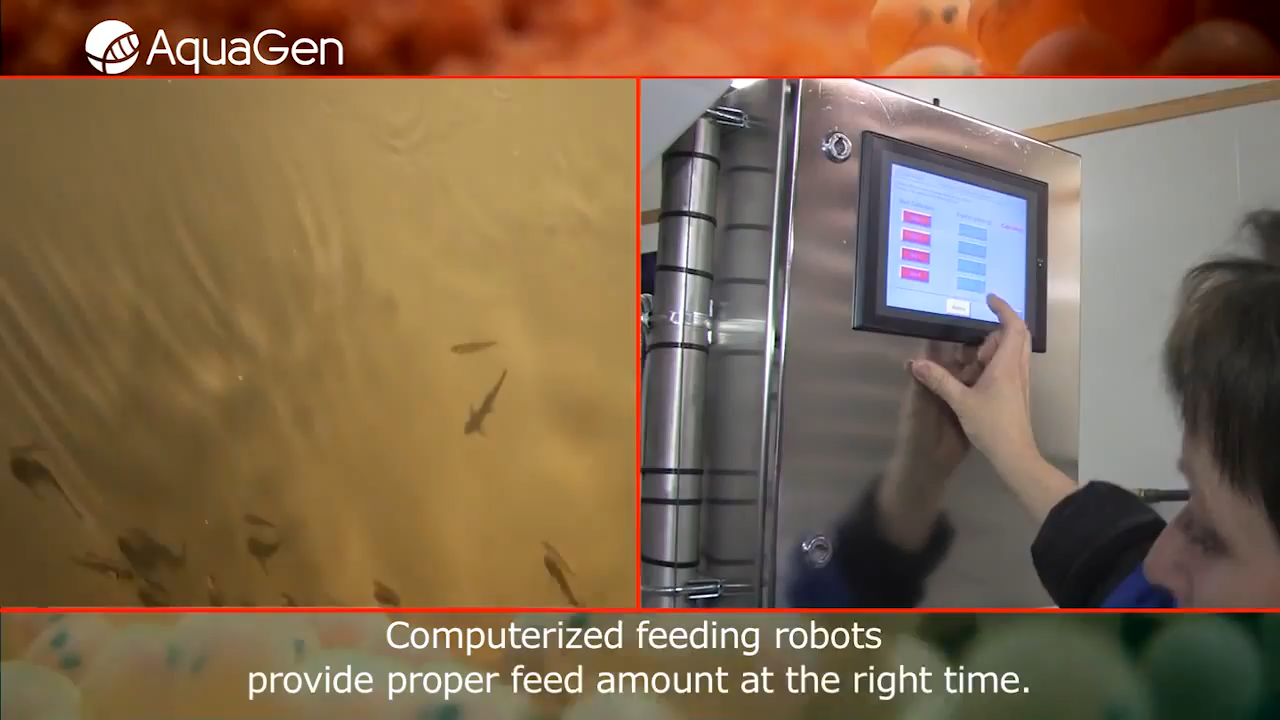 AquaGen
Computerized feeding robots
provide proper feed amount at the right time.